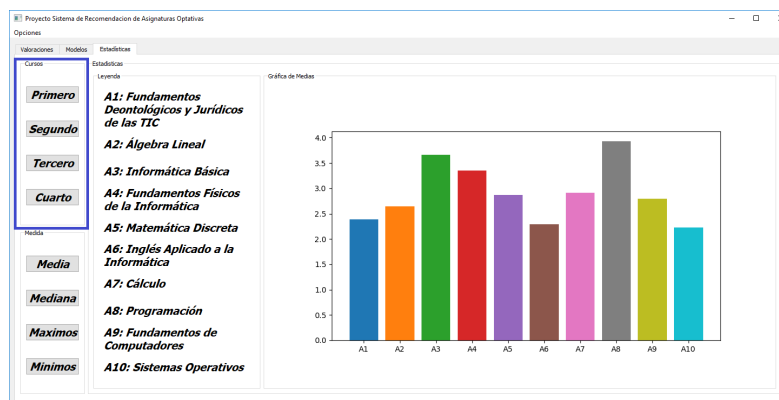 Proyecto Sistema de Recomendacion de Asignaturas Optativas
Opciones
Valoraciones Modelos Estadisticas
Cursos
Primero
Segundo
Tercero
Cuarto
Medida
Media
Mediana
Maximos
Minimos
Estadisticas
Leyenda
A1: Fundamentos
Deontológicos y Jurídicos
de las TIC
A2: Álgebra Lineal
A3: Informática Básica
A4: Fundamentos Físicos
de la Informática
A5: Matemática Discreta
A6: Inglés Aplicado a la
Informática
A7: Cálculo
A8: Programación
A9: Fundamentos de
Computadores
A10: Sistemas Operativos
Gráfica de Medias
4.0
3.5
3.0
2.5
2.0
1.5
1.0
0.5
0.0
A1 A2 A3 A4 A5 A6 A7 A8 A9 A10